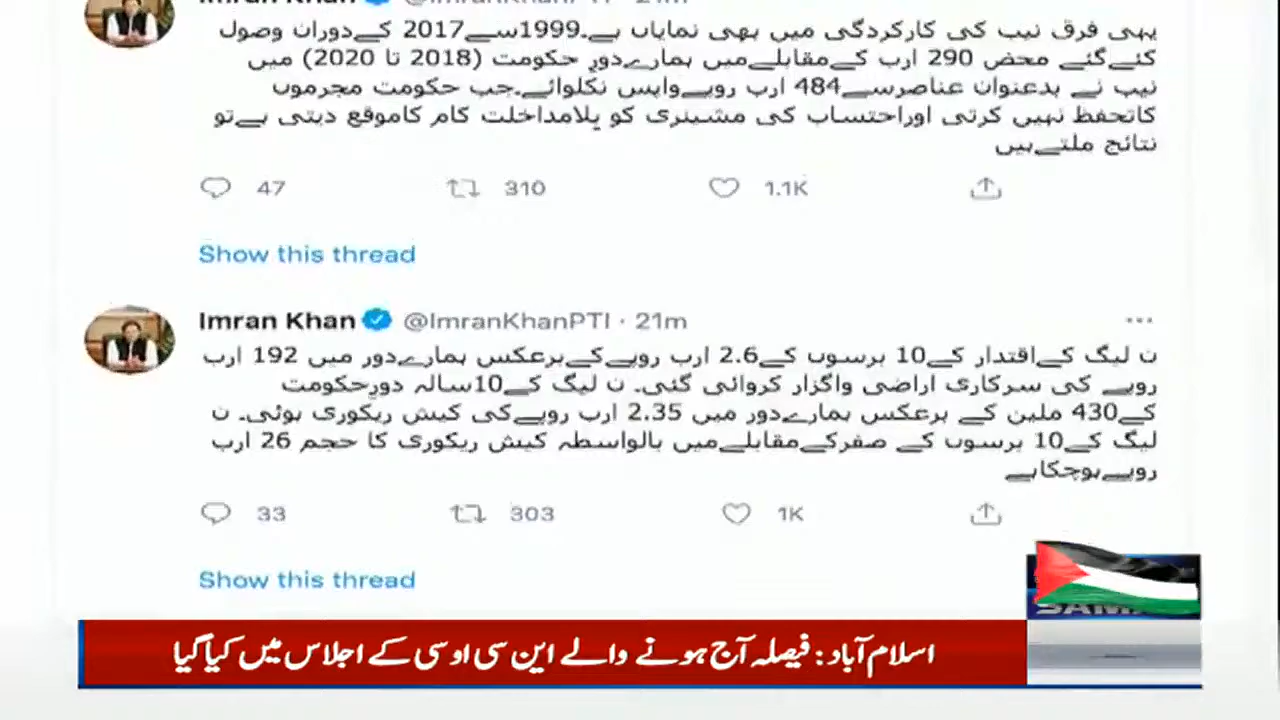 Imran Khan @ImranKhanPTI · 21m
یہی فرق نیب کی کارکردگی میں بھی نمایاں ہے۔1999سے2017 کےدوران وصول
کئےگئے محض 290 ارب کےمقابلےمیں ہمارےدورِ حکومت (2018 تا 2020) میں
نیب نے بدعنوان عناصرسے484 ارب روپےواپس نکلوائے۔جب حکومت مجرموں
کاتحفظ نہیں کرتی اوراحتساب کی مشینری کو بلامداخلت کام کاموقع دیتی ہےتو
نتائج ملتےہیں
47 310 1.1K
Show this thread
Imran Khan @ImranKhanPTI · 21m ...
ن لیگ کےاقتدار کے10 برسوں کے2.6 ارب روپےکےبرعکس ہمارےدور میں 192 ارب
روپے کی سرکاری اراضی واگزار کروائی گئی۔ ن لیگ کے10سالہ دورِحکومت
کے430 ملین کے برعکس ہمارےدور میں 2.35 ارب روپےکی کیش ریکوری ہوئی۔ ن
لیگ کے10 برسوں کے صفرکےمقابلےمیں بالواسطہ کیش ریکوری کا حجم 26 ارب
روپےہوچکاہے
33 303 1K
Show this thread
اسلام آباد: فیصلہ آج ہونے والے این سی او سی کے اجلاس میں کیا گیا